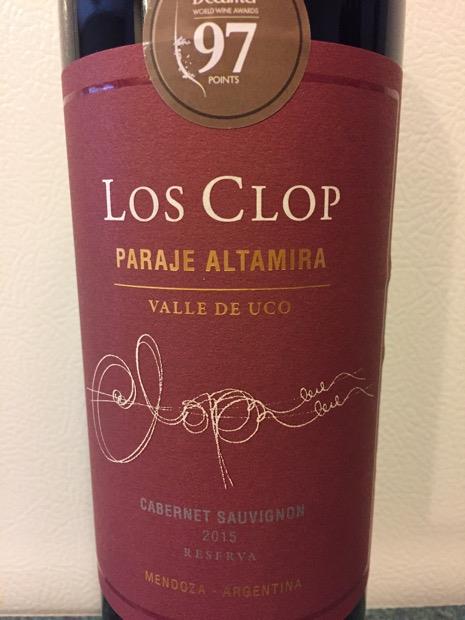 Decanter
WORLD WINE AWARDS
97
POINTS
LOS CLOP
PARAJE ALTAMIRA
VALLE DE UCO
Clop
CABERNET SAUVIGNON
2015
RESERVA
MENDOZA - ARGENTINA